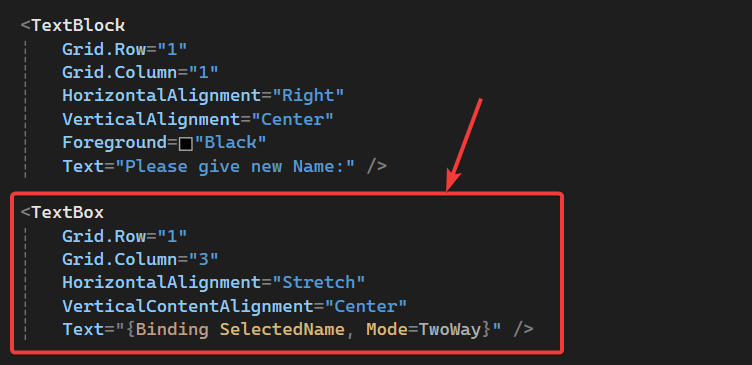 <TextBlock
Grid.Row="1"
Grid.Column="1"
HorizontalAlignment="Right"
VerticalAlignment="Center"
Foreground="Black"
Text="Please give new Name:" />
<TextBox
Grid.Row="1"
Grid.Column="3"
HorizontalAlignment="Stretch"
VerticalContentAlignment="Center"
Text="{Binding SelectedName, Mode=TwoWay}" />